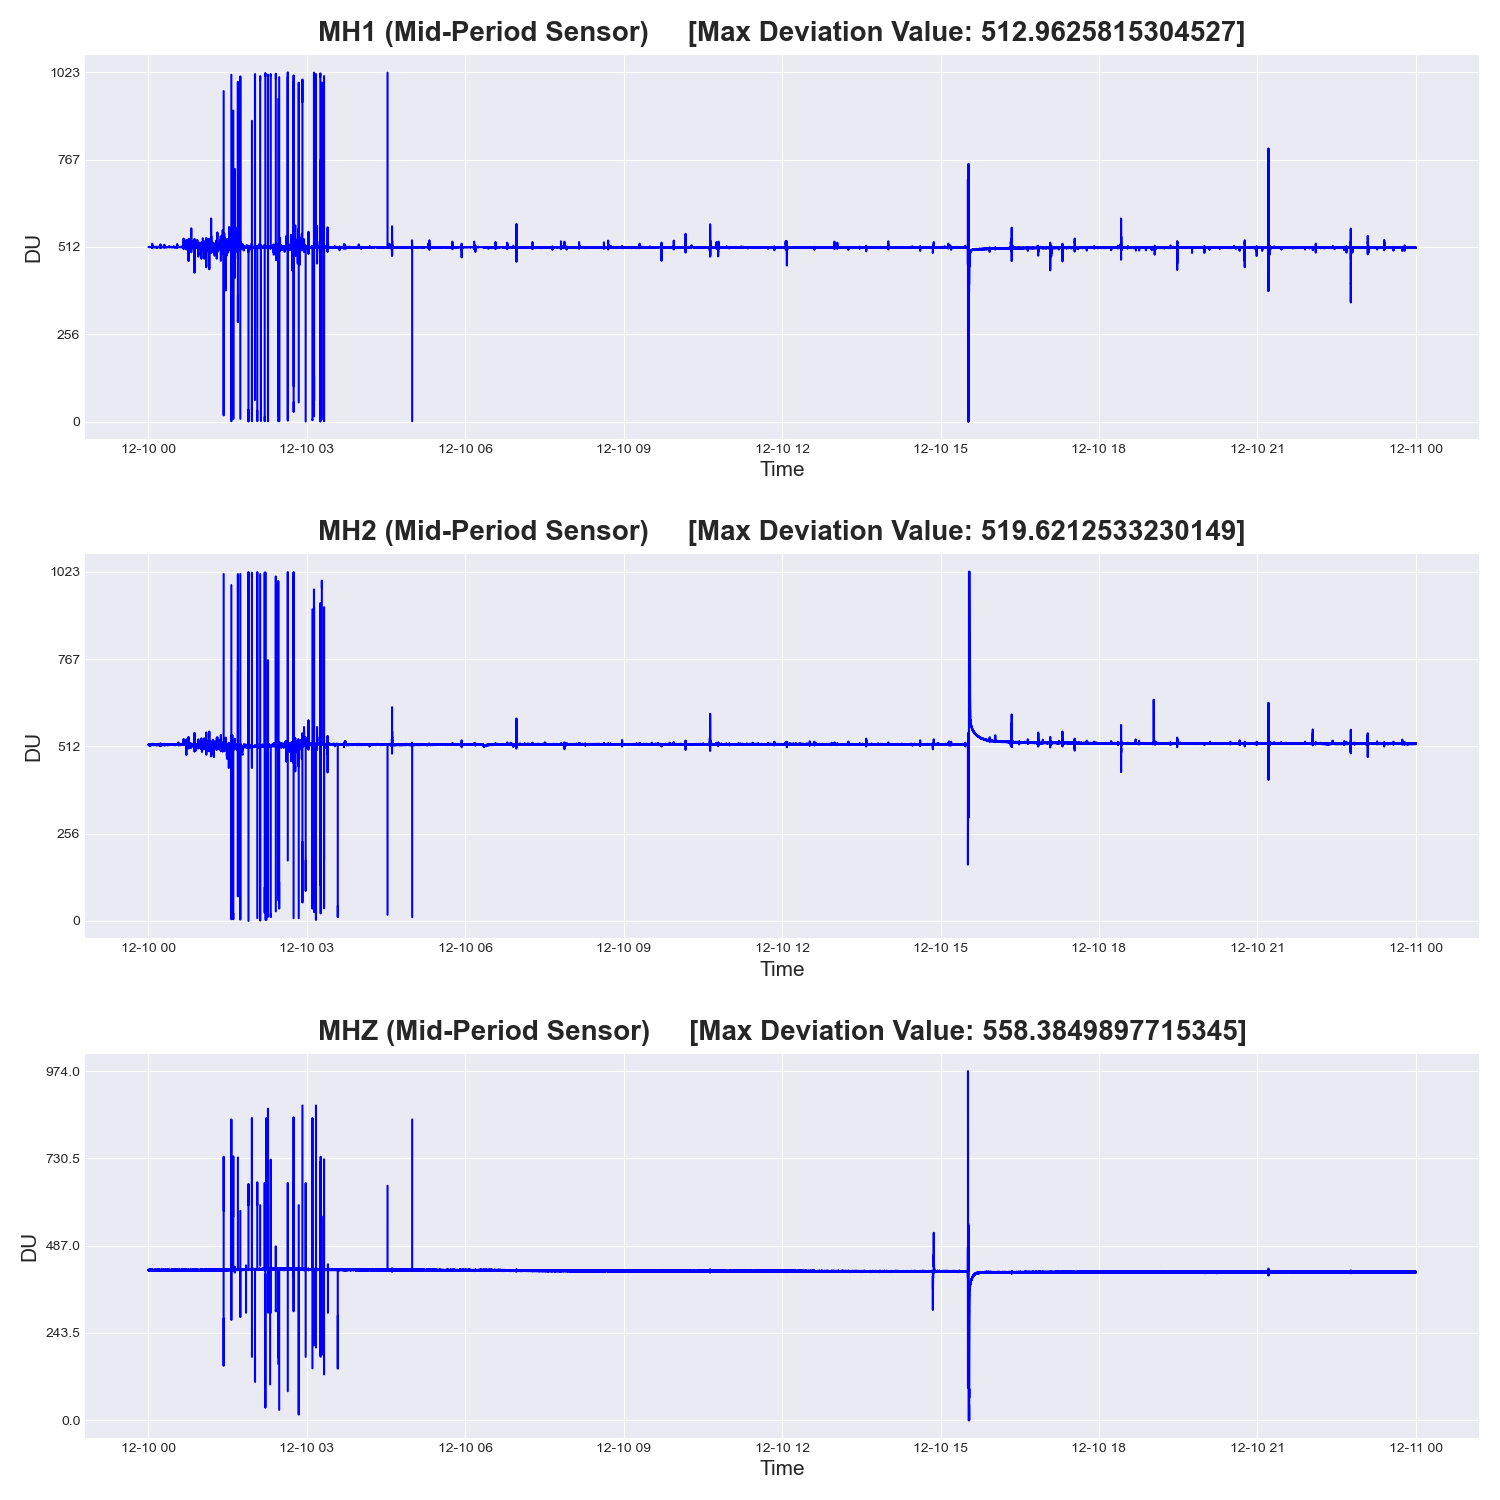 MH1 (Mid-Period Sensor) [Max Deviation Value: 512.9625815304527]
1023
767
512
256
0
DU
12-10 00 12-10 03 12-10 06 12-10 09 12-10 12 12-10 15 12-10 18 12-10 21 12-11 00
Time
MH2 (Mid-Period Sensor) [Max Deviation Value: 519.6212533230149]
1023
767
512
256
0
DU
12-10 00 12-10 03 12-10 06 12-10 09 12-10 12 12-10 15 12-10 18 12-10 21 12-11 00
Time
MHZ (Mid-Period Sensor) [Max Deviation Value: 558.3849897715345]
974.0
730.5
487.0
243.5
0.0
DU
12-10 00 12-10 03 12-10 06 12-10 09 12-10 12 12-10 15 12-10 18 12-10 21 12-11 00
Time